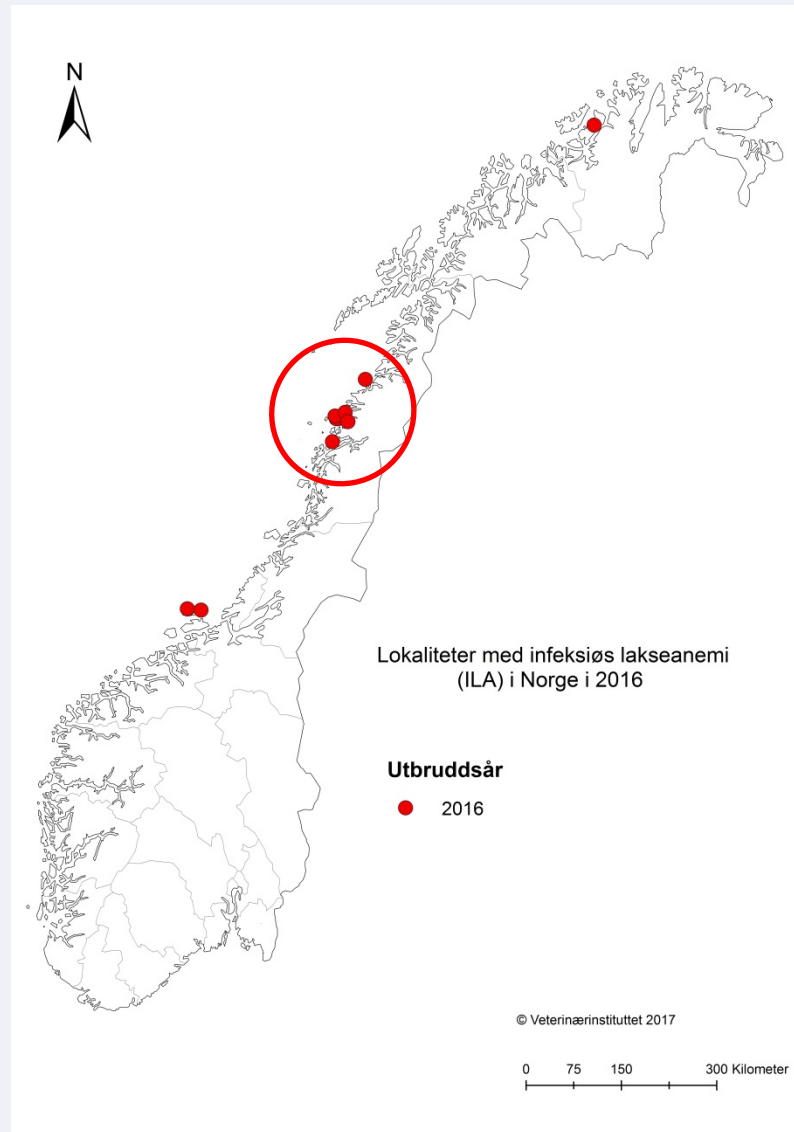 N
Lokaliteter med infeksiøs lakseanemi
(ILA) i Norge i 2016
Utbruddsår
2016
© Veterinærinstituttet 2017
0 75 150 300 Kilometer